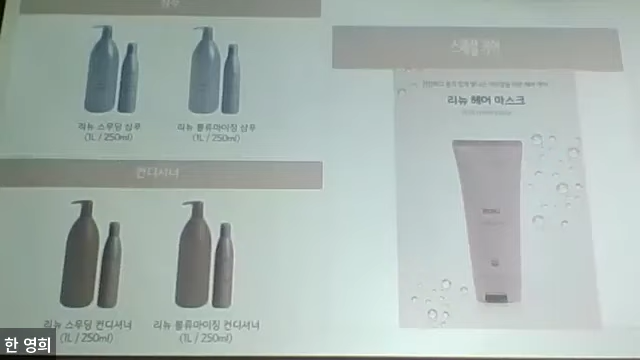 샴푸
리뉴 스무딩 샴푸
(1L / 250ml)
리뉴 볼류마이징 샴푸
(1L / 250ml)
컨디셔너
리뉴 스무딩 컨디셔너
(1L / 250ml)
리뉴 볼류마이징 컨디셔너
(1L / 250ml)
스페셜 케어
리뉴 헤어 마스크
한 영희